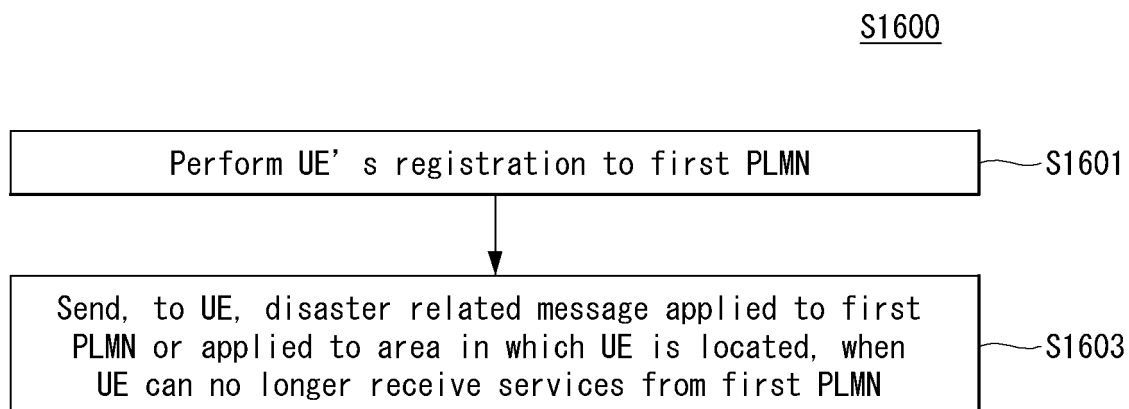 S1600
Perform UE's registration to first PLMN
S1601
Send, to UE, disaster related message applied to first
PLMN or applied to area in which UE is located, when
UE can no longer receive services from first PLMN
S1603